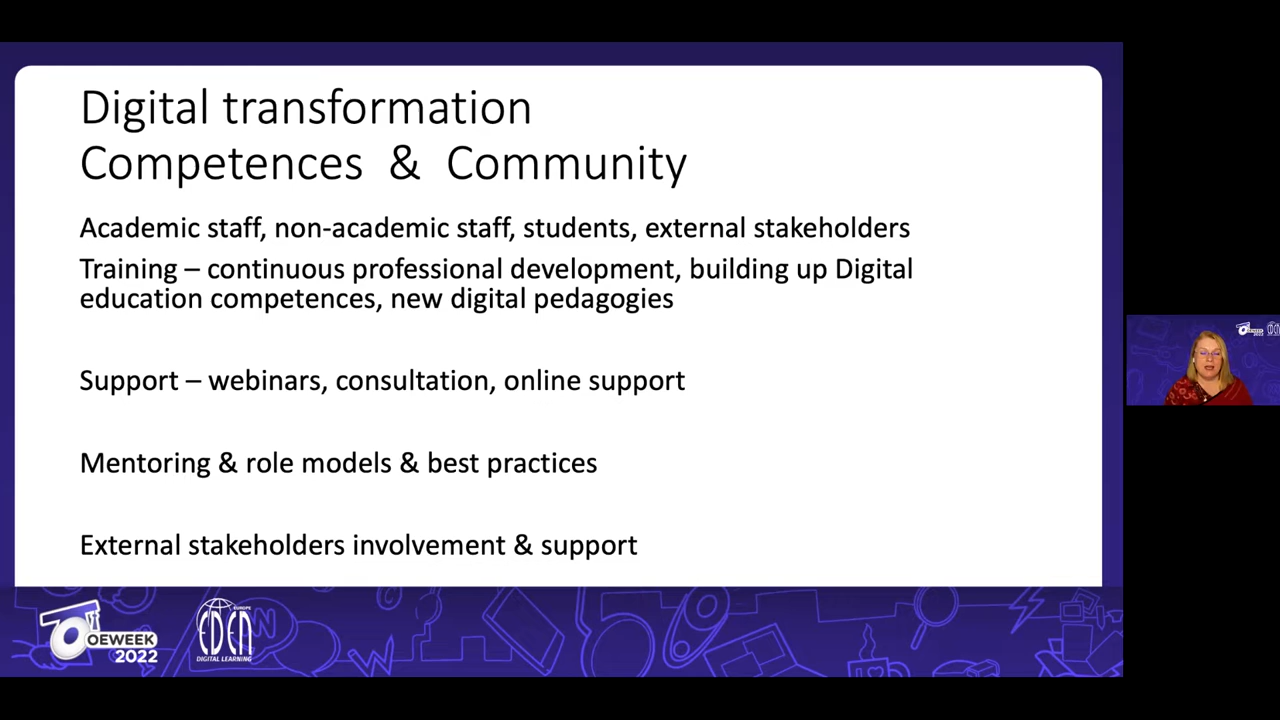 Digital transformation
Competences & Community
Academic staff, non-academic staff, students, external stakeholders
Training – continuous professional development, building up Digital
education competences, new digital pedagogies
Support – webinars, consultation, online support
Mentoring & role models & best practices
External stakeholders involvement & support
OEWEEK
2022
EUROPE
EDEN
DIGITAL LEARNING